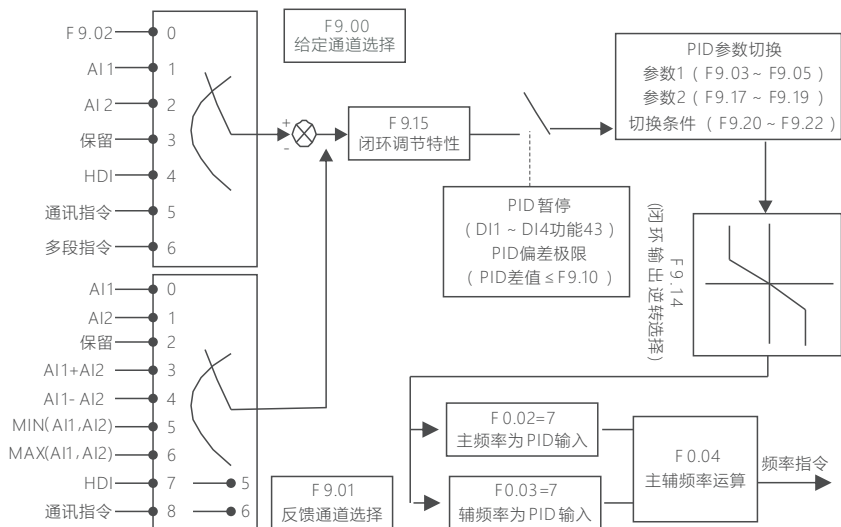 F9.02 0
AI1 1
AI2 2
保留 3
HDI 4
通讯指令 5
多段指令 6
F9.00
给定通道选择
+
-
F9.15
闭环调节特性
PID参数切换
参数1（F9.03~F9.05）
参数2（F9.17~F9.19）
切换条件（F9.20~F9.22）
PID暂停
（DI1~DI4功能43）
PID偏差极限
（PID差值≤F9.10）
F9.14
(闭环输出逆转选择)
AI1 0
AI2 1
保留 2
AI1+AI2 3
AI1-AI2 4
MIN(AI1,AI2) 5
MAX(AI1,AI2) 6
HDI 7 5
通讯指令 8 6
F9.01
反馈通道选择
F0.02=7
主频率为PID输入
F0.03=7
辅频率为PID输入
F0.04
主辅频率运算
频率指令